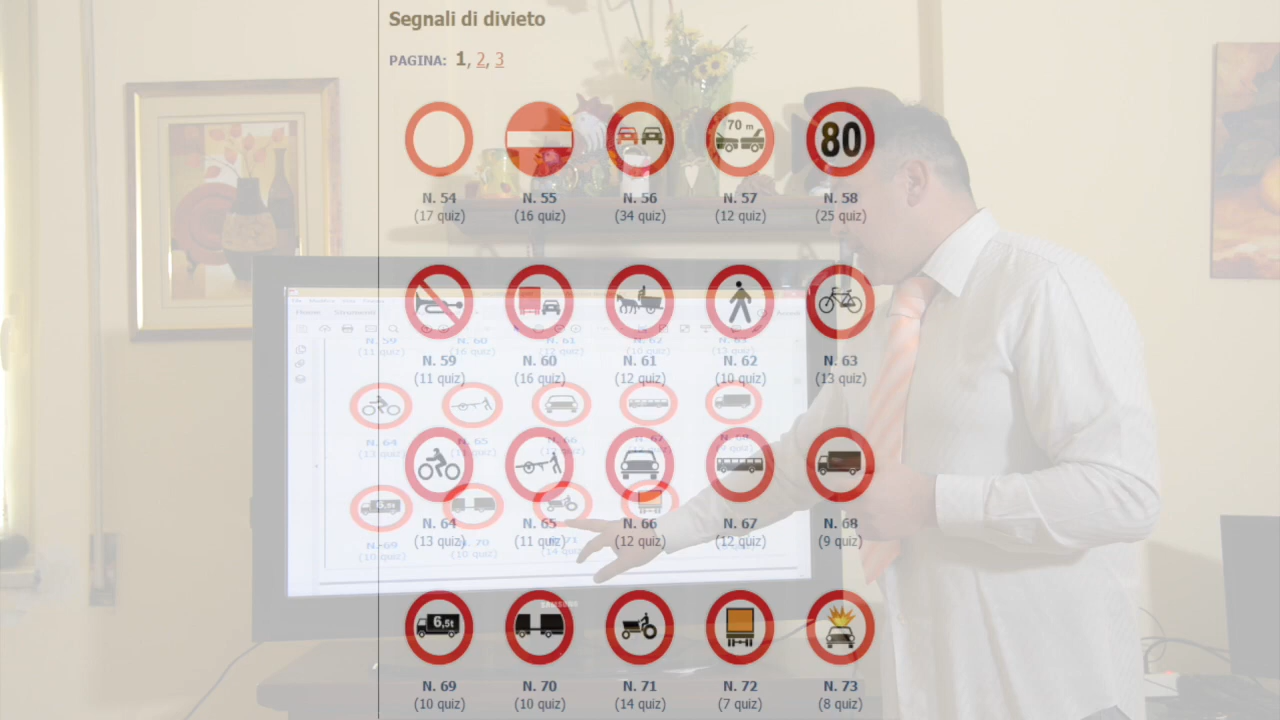 Segnali di divieto
PAGINA: 1, 2, 3
70 m
80
N. 54 N. 55 N. 56 N. 57 N. 58
(17 quiz) (16 quiz) (34 quiz) (12 quiz) (25 quiz)
N. 59 N. 60 N. 61 N. 62 N. 63
(11 quiz) (16 quiz) (12 quiz) (10 quiz) (13 quiz)
N. 64 N. 65 N. 66 N. 67 N. 68
(13 quiz) (11 quiz) (12 quiz) (12 quiz) (9 quiz)
SAMSUNG
6,5t
N. 69 N. 70 N. 71 N. 72 N. 73
(10 quiz) (10 quiz) (14 quiz) (7 quiz) (8 quiz)